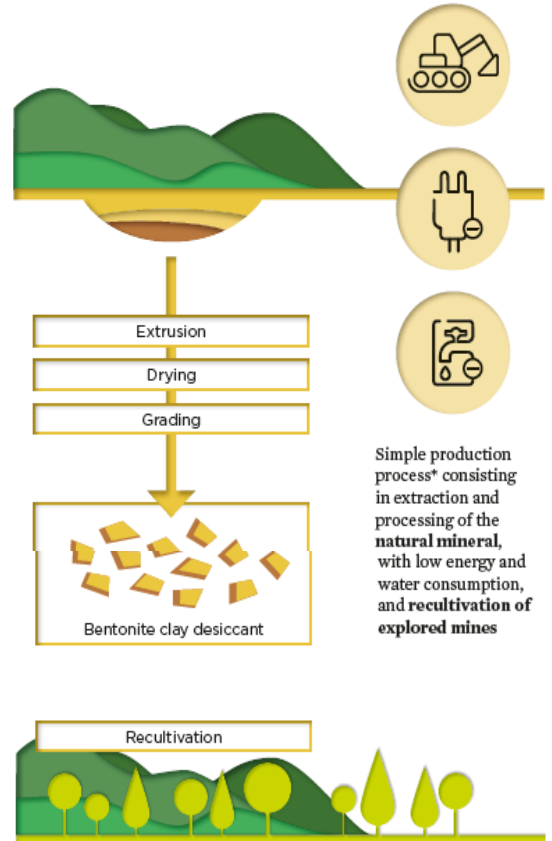 Extrusion
Drying
Grading
Bentonite clay desiccant
Simple production
process* consisting
in extraction and
processing of the
natural mineral,
with low energy and
water consumption,
and recultivation of
explored mines
Recultivation